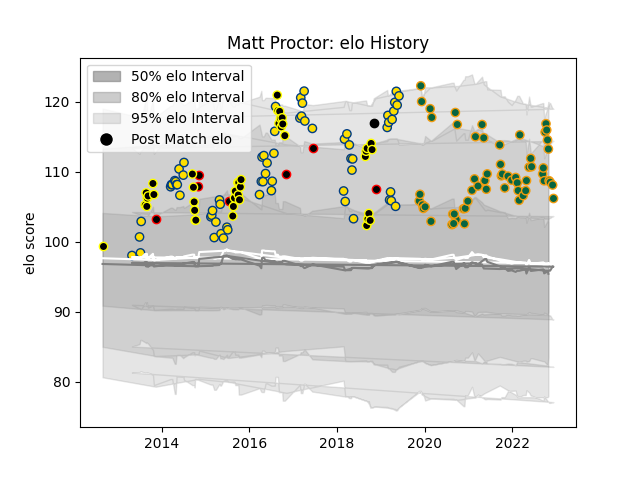 Matt Proctor: elo History
50% elo Interval
80% elo Interval
95% elo Interval
Post Match elo
elo score
120
110
100
90
80
2014
2016
2018
2020
2022